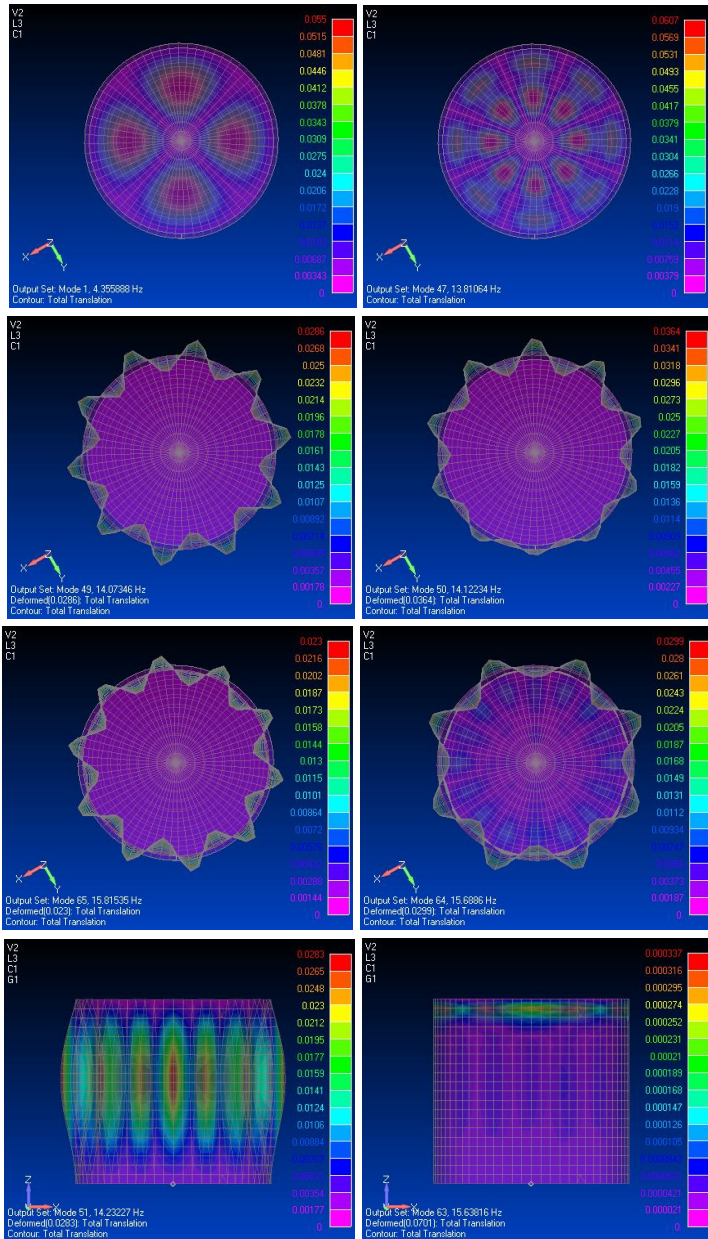 V2
L3
C1
0.055
0.0515
0.0481
0.0446
0.0412
0.0378
0.0343
0.0309
0.0275
0.024
0.0206
0.0172
0.0137
0.0103
0.00687
0.00343
0.
X Z Y
Output Set: Mode 1, 4.355888 Hz
Contour: Total Translation
V2
L3
C1
0.0607
0.0569
0.0531
0.0493
0.0455
0.0417
0.0379
0.0341
0.0304
0.0266
0.0228
0.019
0.0152
0.0114
0.00759
0.00379
0.
X Z Y
Output Set: Mode 47, 13.81064 Hz
Contour: Total Translation
V2
L3
C1
0.0286
0.0268
0.025
0.0232
0.0214
0.0196
0.0178
0.0161
0.0143
0.0125
0.0107
0.00892
0.00714
0.00357
0.00178
0.
X Z Y
Output Set: Mode 49, 14.07346 Hz
Deformed(0.0286): Total Translation
Contour: Total Translation
V2
L3
C1
0.0364
0.0341
0.0318
0.0296
0.0273
0.025
0.0227
0.0205
0.0182
0.0159
0.0136
0.0114
0.00455
0.00227
0.
X Z Y
Output Set: Mode 50, 14.12234 Hz
Deformed(0.0364): Total Translation
Contour: Total Translation
V2
L3
C1
0.023
0.0216
0.0202
0.0187
0.0173
0.0158
0.0144
0.013
0.0115
0.0101
0.00864
0.0072
0.00288
0.00144
0.
X Z Y
Output Set: Mode 65, 15.81535 Hz
Deformed(0.023): Total Translation
Contour: Total Translation
V2
L3
C1
0.0299
0.028
0.0261
0.0243
0.0224
0.0205
0.0187
0.0168
0.0149
0.0131
0.0112
0.00934
0.00373
0.00187
0.
X Z Y
Output Set: Mode 64, 15.6886 Hz
Deformed(0.0299): Total Translation
Contour: Total Translation
V2
L3
C1
G1
0.0283
0.0265
0.0248
0.023
0.0212
0.0195
0.0177
0.0159
0.0141
0.0124
0.0106
0.00884
0.00354
0.00177
0.
Z
X
Output Set: Mode 51, 14.23227 Hz
Deformed(0.0283): Total Translation
Contour: Total Translation
V2
L3
C1
G1
0.000337
0.000316
0.000295
0.000274
0.000252
0.000231
0.00021
0.000189
0.000168
0.000147
0.000126
0.000105
0.0000421
0.000021
0.
Z
X
Output Set: Mode 63, 15.63816 Hz
Deformed(0.0701): Total Translation
Contour: Total Translation